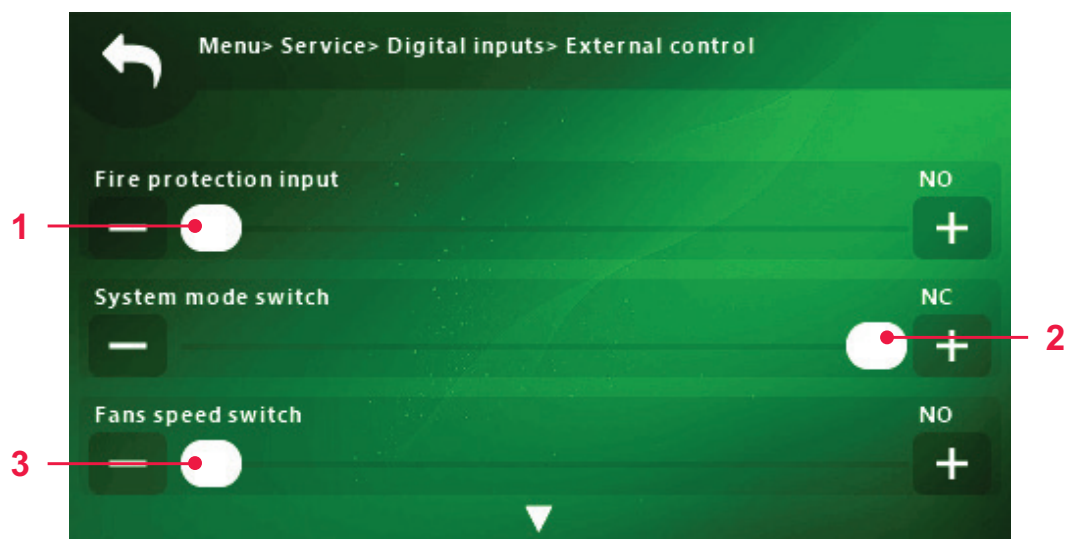 Menu> Service> Digital inputs> External control
Fire protection input NO
1 − +
System mode switch NC
− + 2
Fans speed switch NO
3 − +